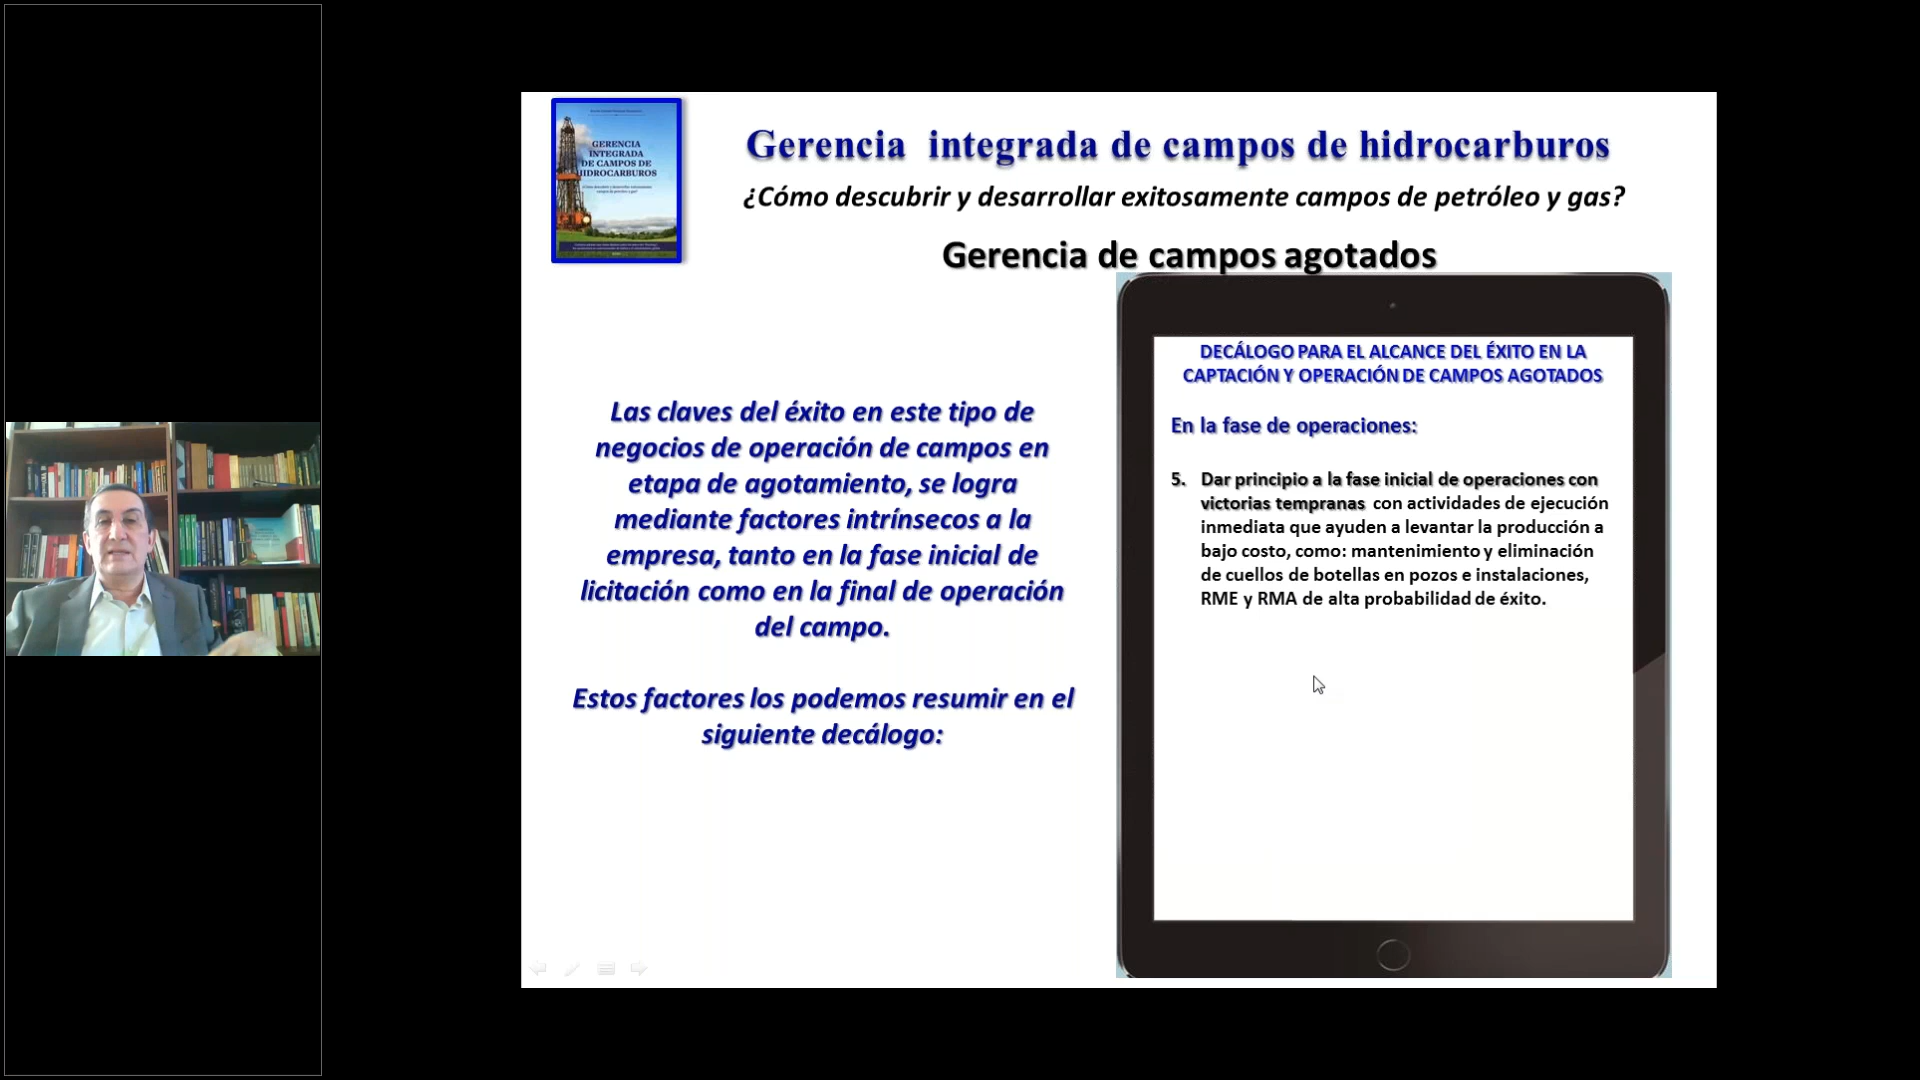 GERENCIA
INTEGRADA
DE CAMPOS DE
HIDROCARBUROS
Gerencia integrada de campos de hidrocarburos
¿Cómo descubrir y desarrollar exitosamente campos de petróleo y gas?
Gerencia de campos agotados
Las claves del éxito en este tipo de
negocios de operación de campos en
etapa de agotamiento, se logra
mediante factores intrínsecos a la
empresa, tanto en la fase inicial de
licitación como en la final de operación
del campo.
Estos factores los podemos resumir en el
siguiente decálogo:
DECÁLOGO PARA EL ALCANCE DEL ÉXITO EN LA
CAPTACIÓN Y OPERACIÓN DE CAMPOS AGOTADOS
En la fase de operaciones:
5. Dar principio a la fase inicial de operaciones con
victorias tempranas con actividades de ejecución
inmediata que ayuden a levantar la producción a
bajo costo, como: mantenimiento y eliminación
de cuellos de botellas en pozos e instalaciones,
RME y RMA de alta probabilidad de éxito.